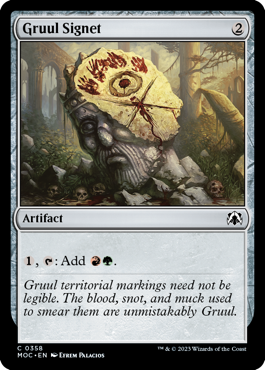 Gruul Signet 2
Artifact
1, : Add .
Gruul territorial markings need not be
legible. The blood, snot, and muck used
to smear them are unmistakably Gruul.
C 0358
MOC • EN EFREM PALACIOS
™ & © 2023 Wizards of the Coast